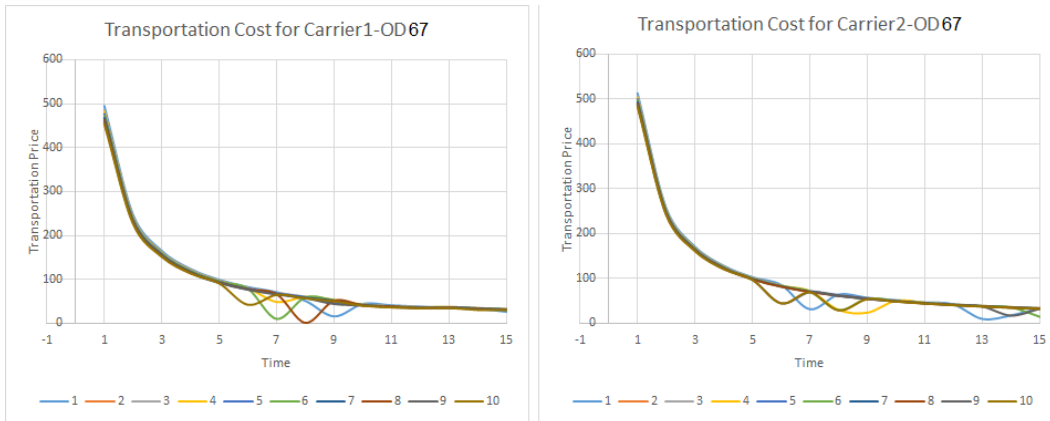 Transportation Cost for Carrier1-OD67
600
500
400
300
200
100
0
-1 1 3 5 7 9 11 13 15
Transportation Price
Time
1 2 3 4 5 6 7 8 9 10
Transportation Cost for Carrier2-OD67
600
500
400
300
200
100
0
-1 1 3 5 7 9 11 13 15
Transportation Price
Time
1 2 3 4 5 6 7 8 9 10